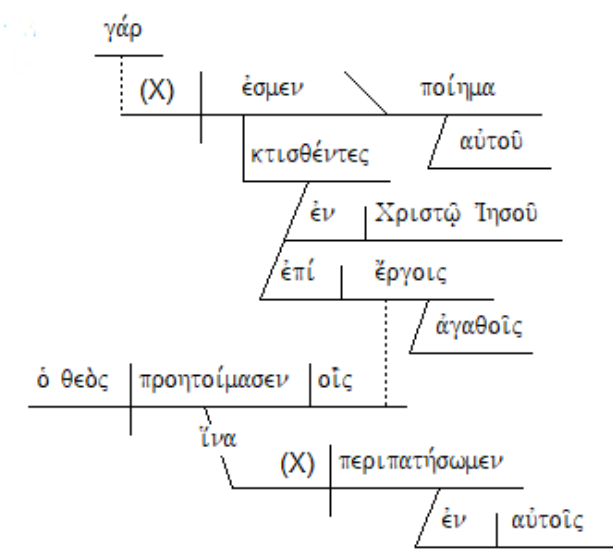 γάρ
(X) ἐσμεν ποίημα
κτισθέντες αὐτοῦ
ἐν Χριστῷ Ἰησοῦ
ἐπί ἔργοις
ἀγαθοῖς
ὁ θεὸς προητοίμασεν οἷς
ἵνα
(X) περιπατήσωμεν
ἐν αὐτοῖς